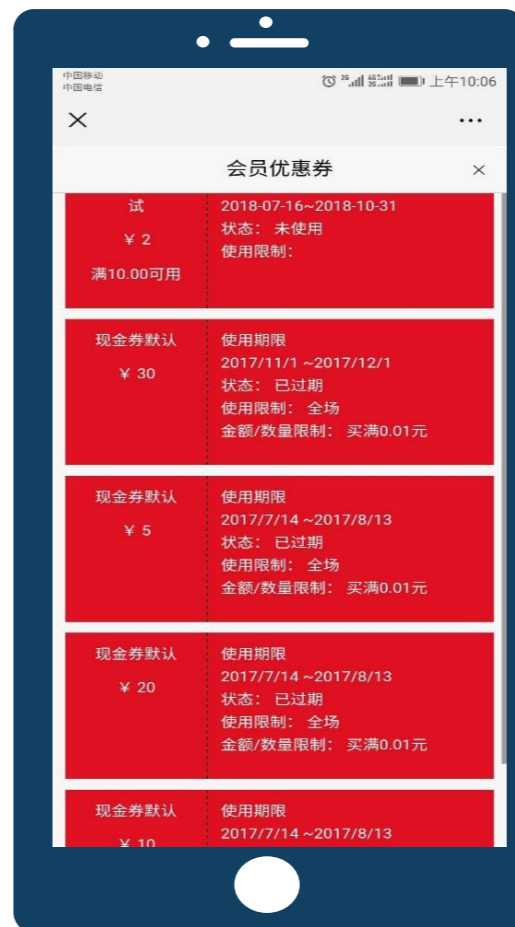 中国移动
中国电信
上午10:06
会员优惠券
试
¥ 2
满10.00可用
2018-07-16~2018-10-31
状态： 未使用
使用限制：
现金券默认
¥ 30
使用期限
2017/11/1 ~2017/12/1
状态： 已过期
使用限制： 全场
金额/数量限制： 买满0.01元
现金券默认
¥ 5
使用期限
2017/7/14 ~2017/8/13
状态： 已过期
使用限制： 全场
金额/数量限制： 买满0.01元
现金券默认
¥ 20
使用期限
2017/7/14 ~2017/8/13
状态： 已过期
使用限制： 全场
金额/数量限制： 买满0.01元
现金券默认
¥ 10
使用期限
2017/7/14 ~2017/8/13